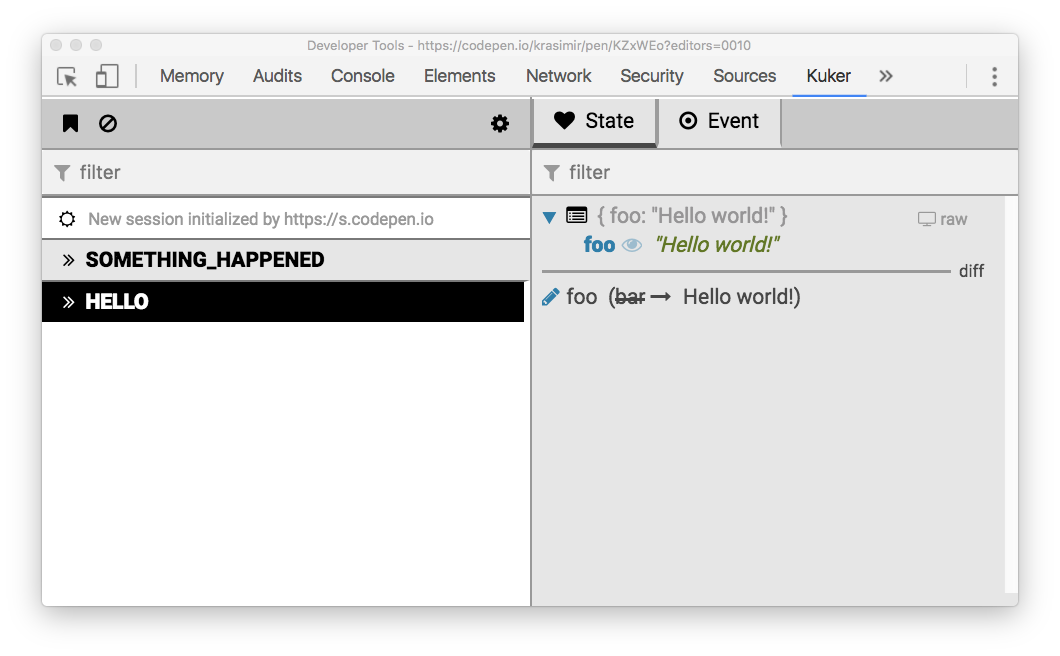 Developer Tools - https://codepen.io/krasimir/pen/KZxWEo?editors=0010
Memory Audits Console Elements Network Security Sources Kuker »
State Event
filter
filter
New session initialized by https://s.codepen.io
» SOMETHING_HAPPENED
» HELLO
{ foo: "Hello world!" } raw
foo "Hello world!"
diff
foo (bar → Hello world!)